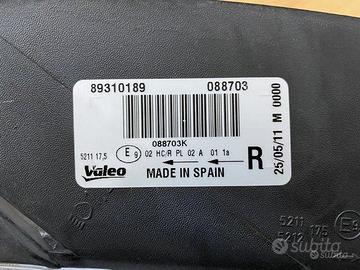 89310189 088703
088703K
5211 17,5 E9 02 HC/R PL 02 A 01 1a
Valeo MADE IN SPAIN R
25/05/11 M 0000
5211
175 E9
subito